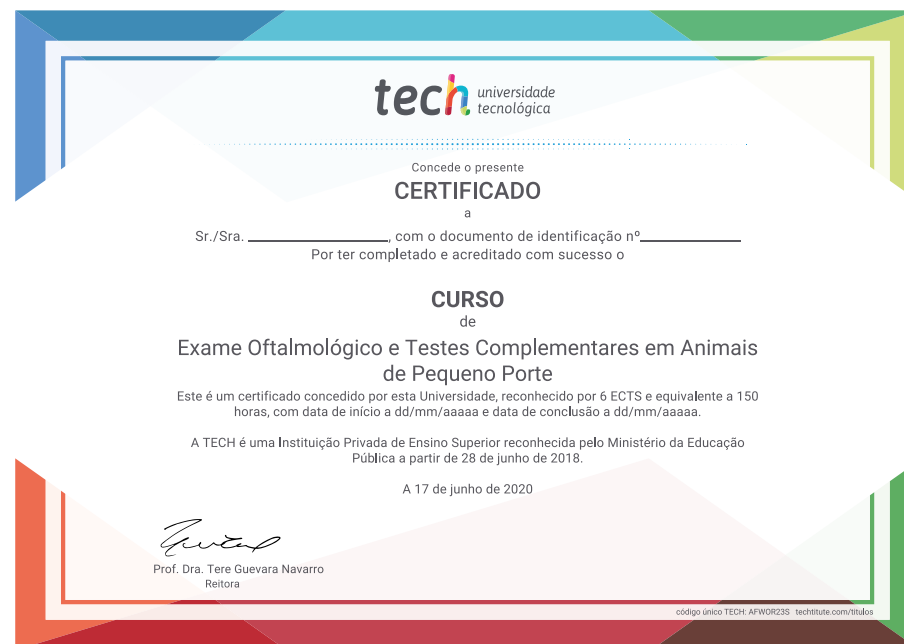 tech universidade
tecnológica
Concede o presente
CERTIFICADO
a
Sr./Sra. ____________, com o documento de identificação nº____________
Por ter completado e acreditado com sucesso o
CURSO
de
Exame Oftalmológico e Testes Complementares em Animais
de Pequeno Porte
Este é um certificado concedido por esta Universidade, reconhecido por 6 ECTS e equivalente a 150
horas, com data de início a dd/mm/aaaaa e data de conclusão a dd/mm/aaaaa.
A TECH é uma Instituição Privada de Ensino Superior reconhecida pelo Ministério da Educação
Pública a partir de 28 de junho de 2018.
A 17 de junho de 2020
Prof. Dra. Tere Guevara Navarro
Reitora
código único TECH: AFWOR23S techtitute.com/titulos